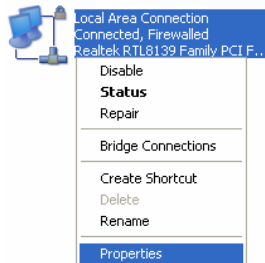 Local Area Connection
Connected, Firewalled
Realtek RTL8139 Family PCI F...
Disable
Status
Repair
Bridge Connections
Create Shortcut
Delete
Rename
Properties